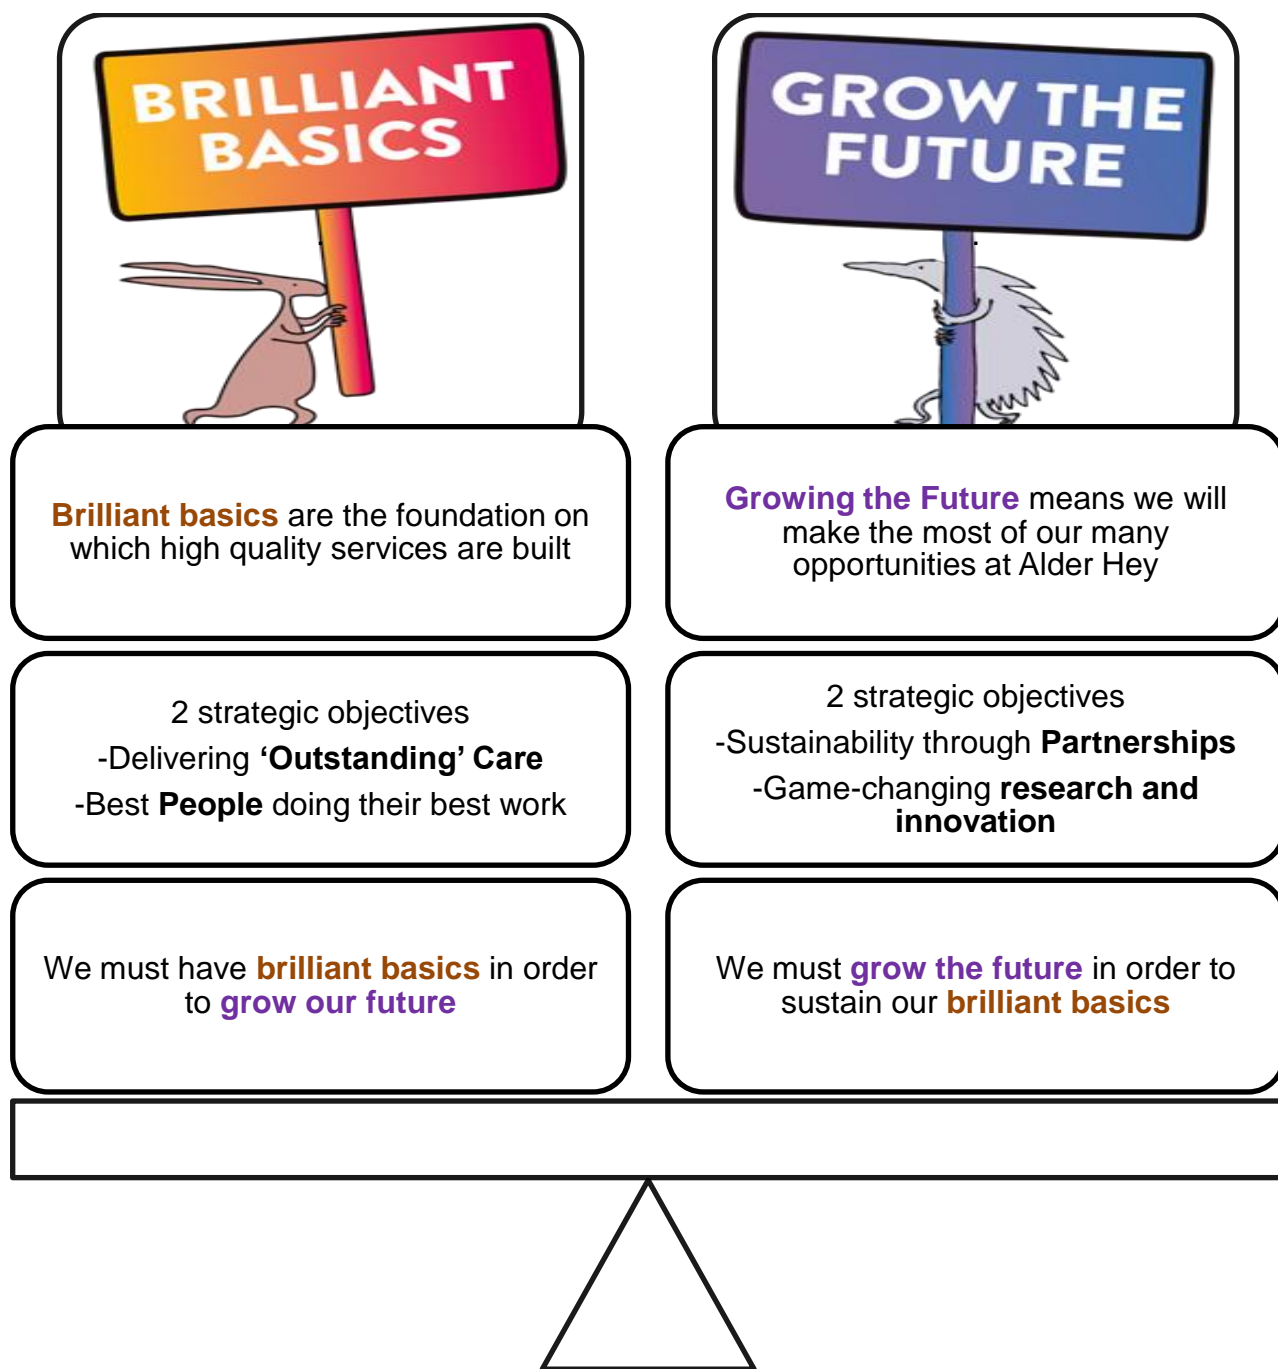 BRILLIANT
BASICS
Brilliant basics are the foundation on
which high quality services are built
2 strategic objectives
-Delivering ‘Outstanding’ Care
-Best People doing their best work
We must have brilliant basics in order
to grow our future
GROW THE
FUTURE
Growing the Future means we will
make the most of our many
opportunities at Alder Hey
2 strategic objectives
-Sustainability through Partnerships
-Game-changing research and
innovation
We must grow the future in order to
sustain our brilliant basics